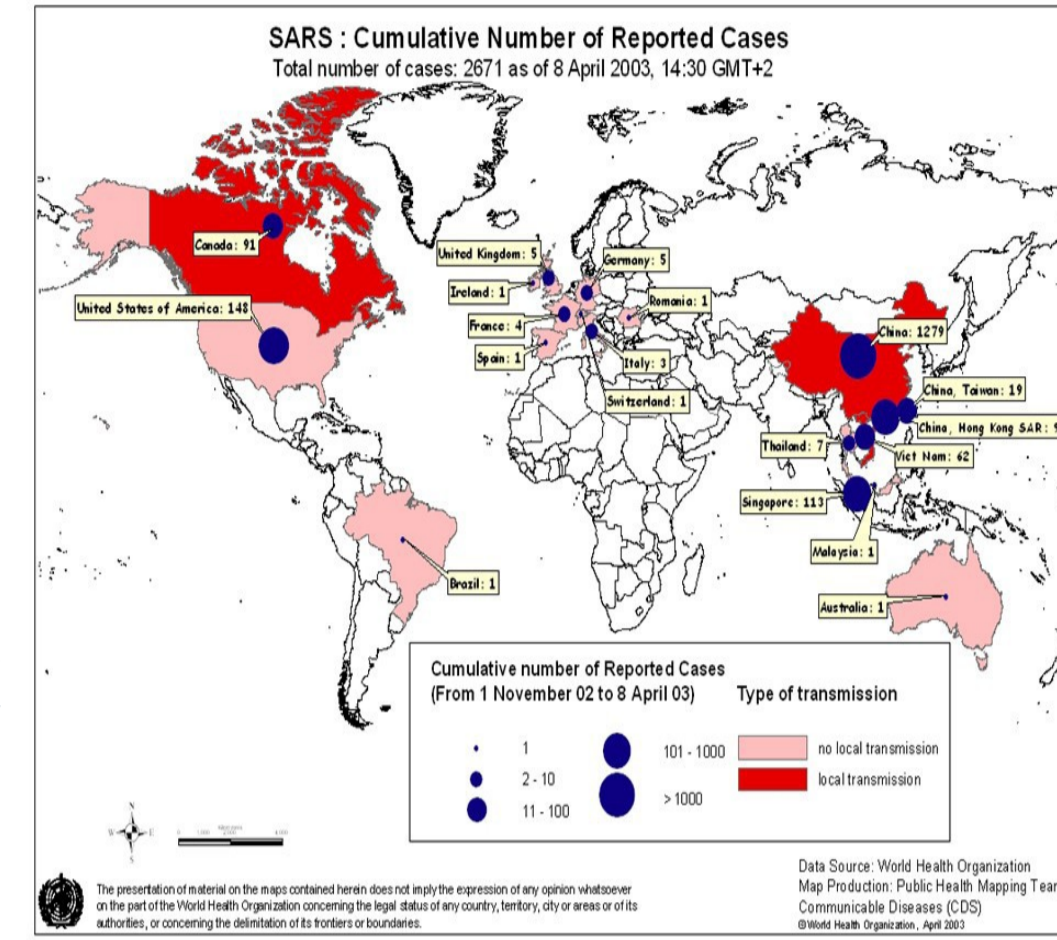 SARS : Cumulative Number of Reported Cases
Total number of cases: 2671 as of 8 April 2003, 14:30 GMT+2
Canada: 91
United States of America: 148
United Kingdom: 5
Germany: 5
Ireland: 1
Romania: 1
France: 4
Spain: 1
Italy: 3
Switzerland: 1
China: 1279
China, Taiwan: 19
China, Hong Kong SAR: 9
Thailand: 7
Viet Nam: 62
Singapore: 113
Malaysia: 1
Brazil: 1
Australia: 1
Cumulative number of Reported Cases
(From 1 November 02 to 8 April 03)
Type of transmission
1
2 - 10
11 - 100
101 - 1000
> 1000
no local transmission
local transmission
N
W E
S
Data Source: World Health Organization
Map Production: Public Health Mapping Team
Communicable Diseases (CDS)
©World Health Organization, April 2003
The presentation of material on the maps contained herein does not imply the expression of any opinion whatsoever
on the part of the World Health Organization concerning the legal status of any country, territory, city or areas or of its
authorities, or concerning the delimitation of its frontiers or boundaries.